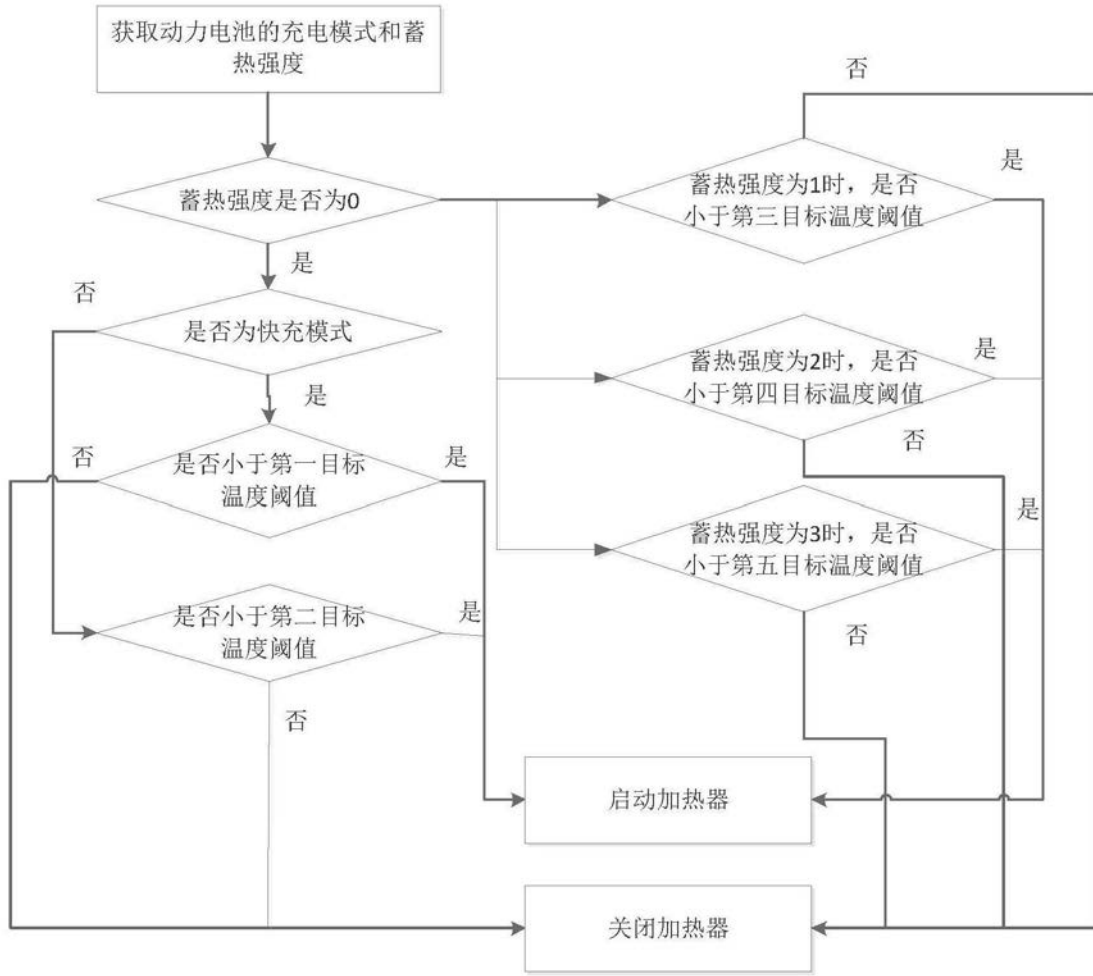 获取动力电池的充电模式和蓄
热强度
蓄热强度是否为0
是
否
是否为快充模式
是
否
是否小于第一目标
温度阈值
是
是否小于第二目标
温度阈值
是
否
否
蓄热强度为1时，是否
小于第三目标温度阈值
是
蓄热强度为2时，是否
小于第四目标温度阈值
是
否
蓄热强度为3时，是否
小于第五目标温度阈值
是
否
启动加热器
关闭加热器